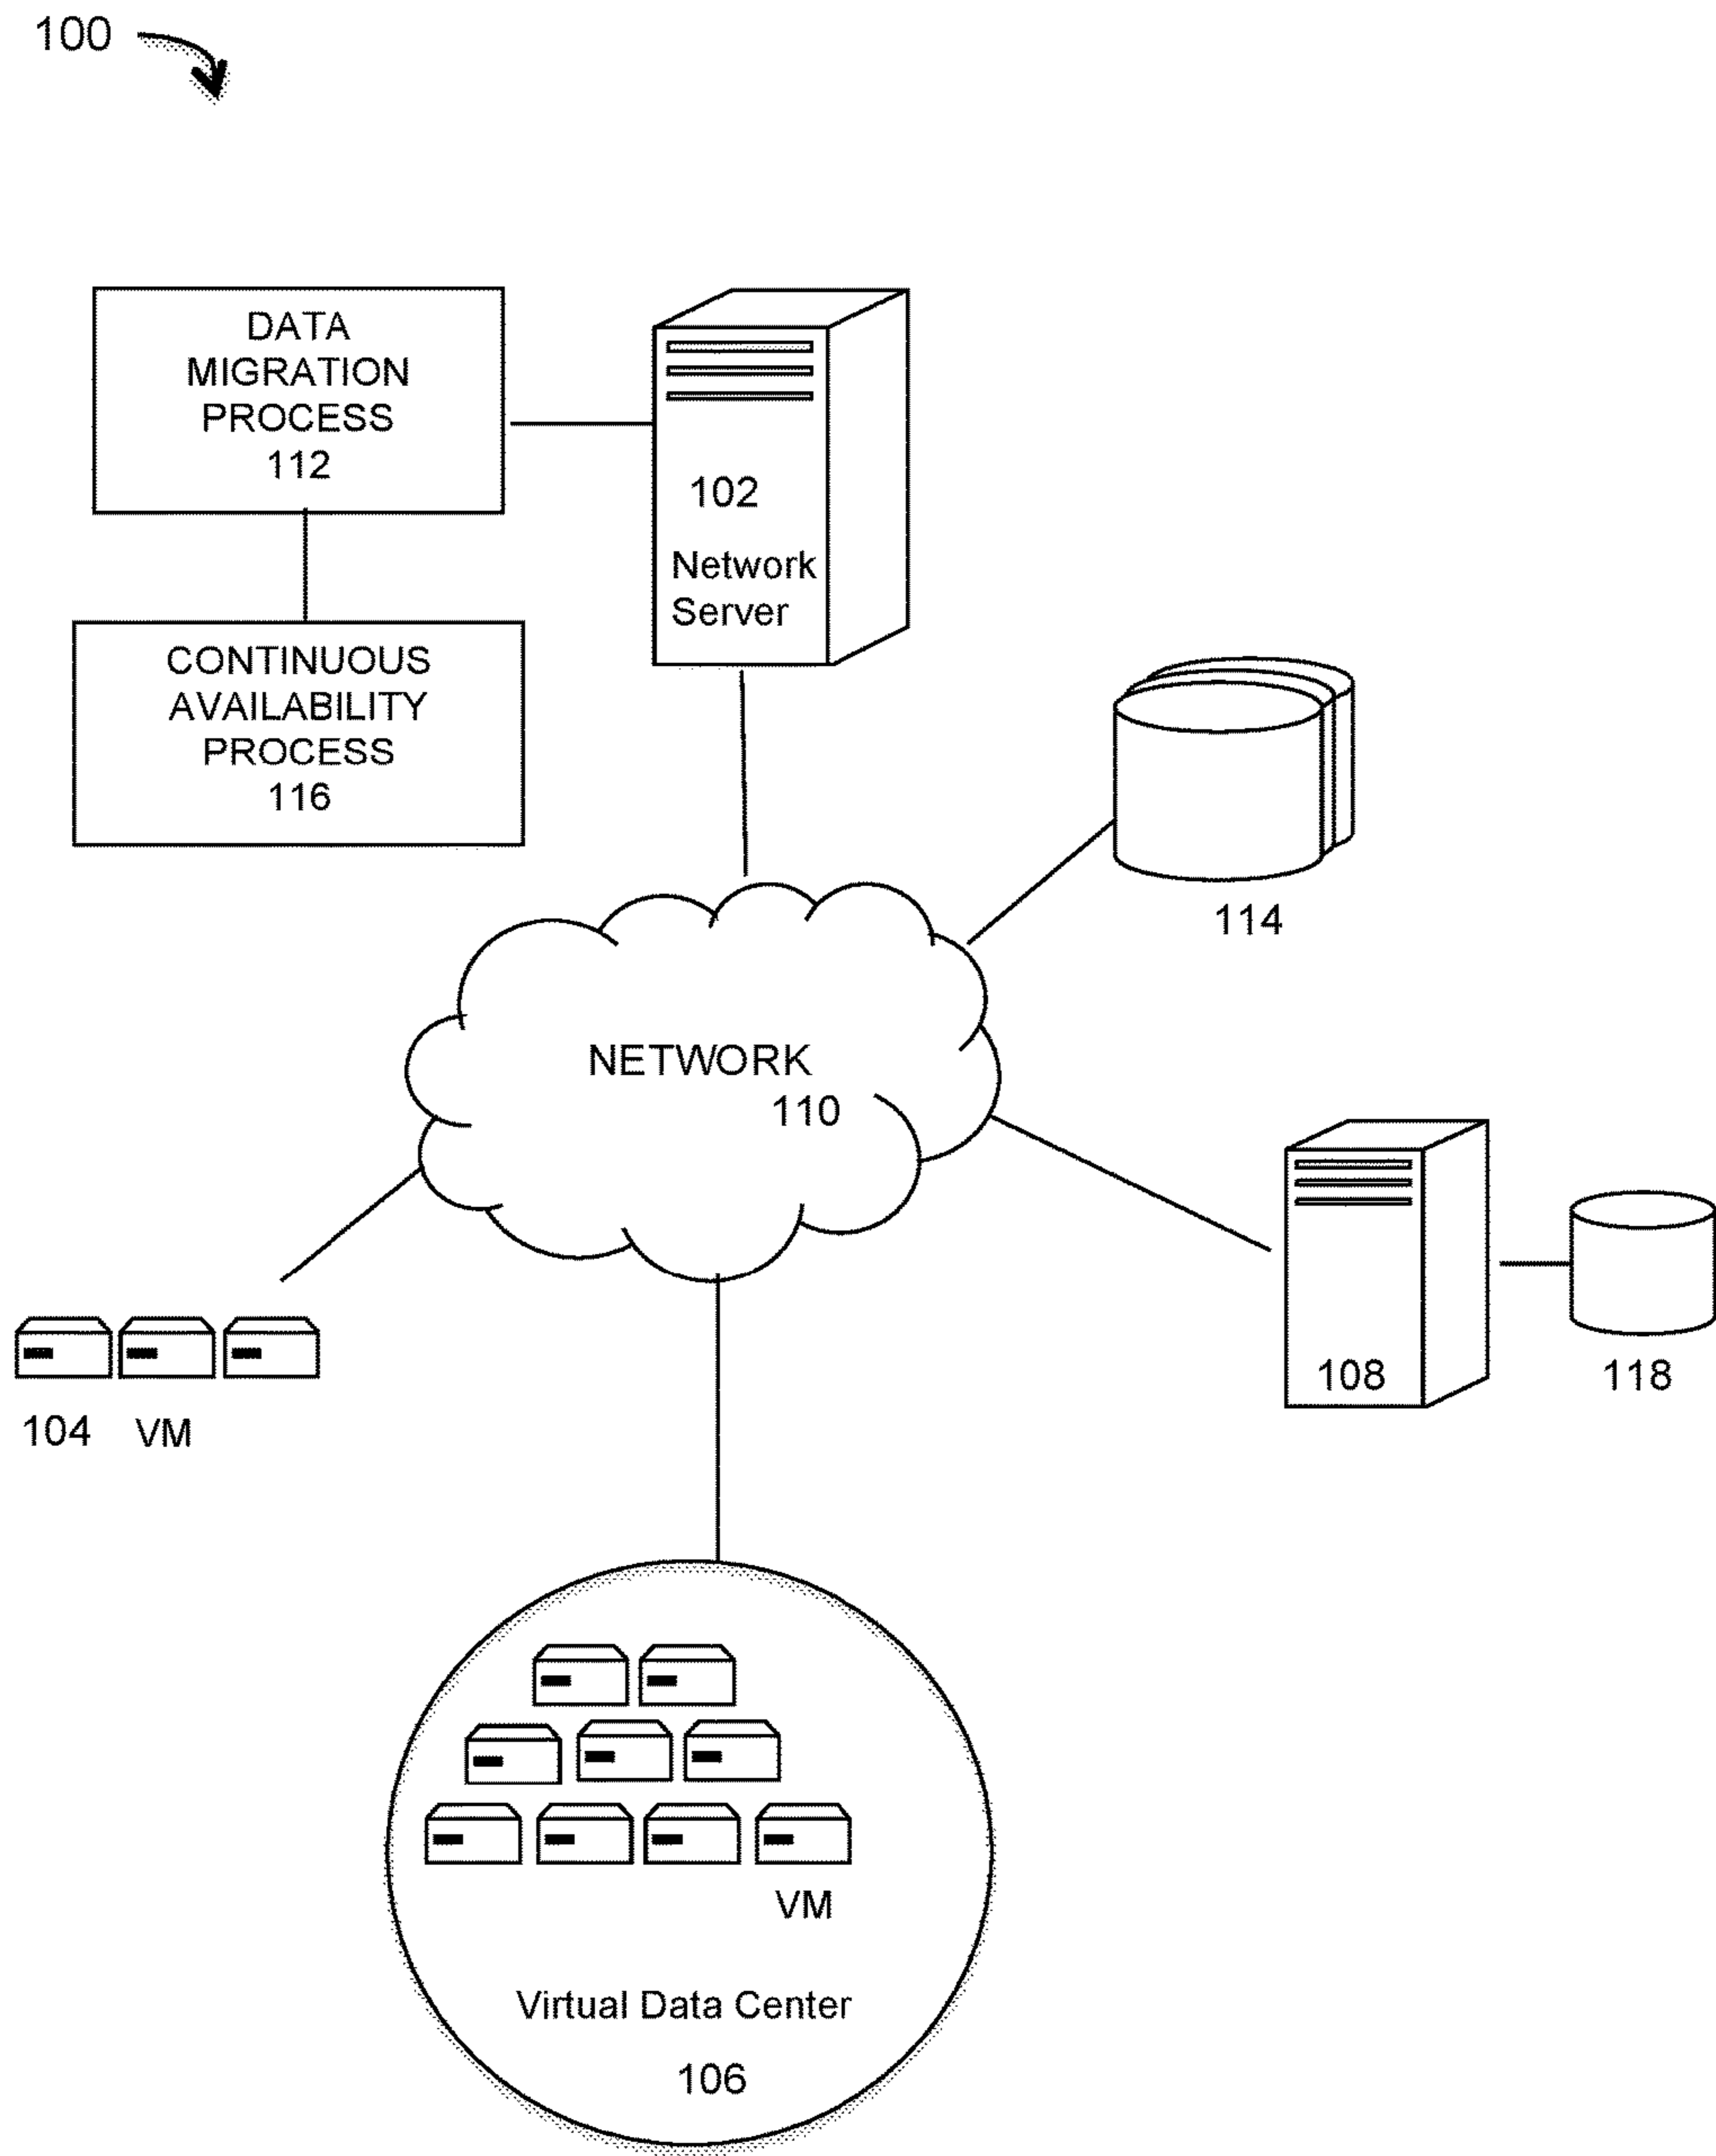 100
DATA
MIGRATION
PROCESS
112
102
Network
Server
CONTINUOUS
AVAILABILITY
PROCESS
116
114
NETWORK
110
108
118
104 VM
VM
Virtual Data Center
106